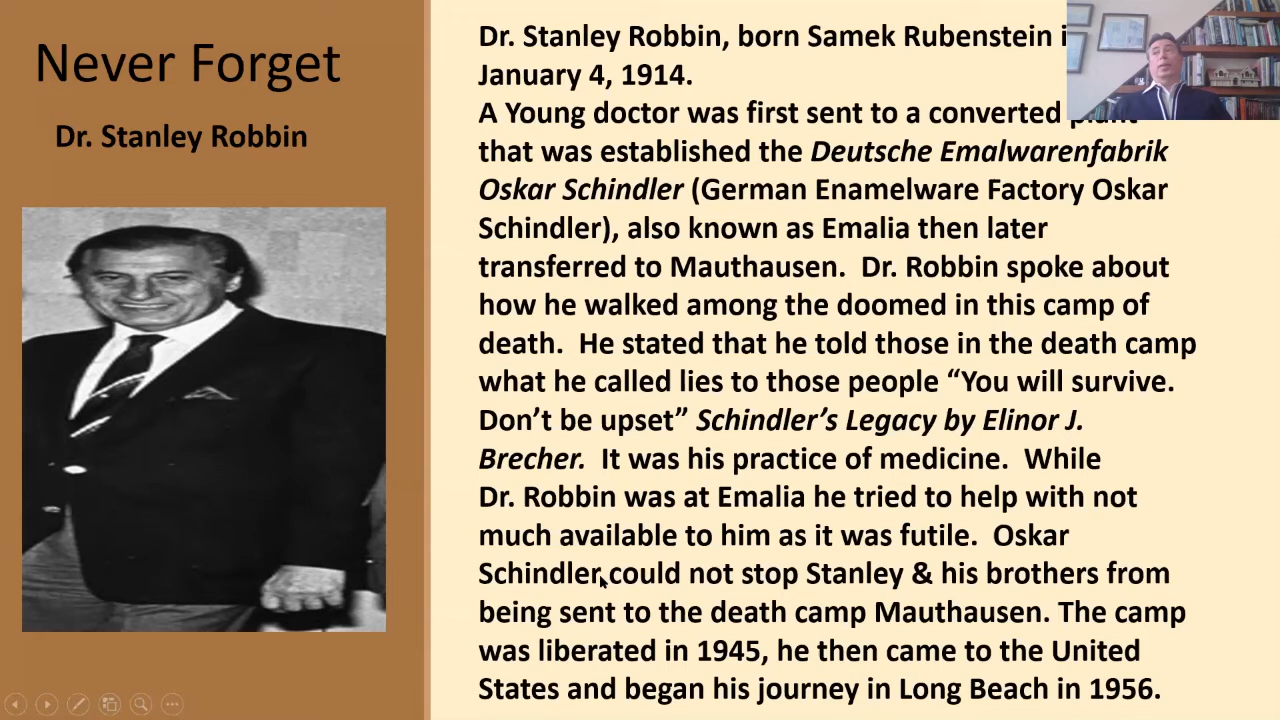 Never Forget
Dr. Stanley Robbin
Dr. Stanley Robbin, born Samek Rubenstein
January 4, 1914.
A Young doctor was first sent to a converted
that was established the Deutsche Emalwarenfabrik
Oskar Schindler (German Enamelware Factory Oskar
Schindler), also known as Emalia then later
transferred to Mauthausen.  Dr. Robbin spoke about
how he walked among the doomed in this camp of
death.  He stated that he told those in the death camp
what he called lies to those people “You will survive.
Don’t be upset” Schindler’s Legacy by Elinor J.
Brecher.  It was his practice of medicine.  While
Dr. Robbin was at Emalia he tried to help with not
much available to him as it was futile.  Oskar
Schindler could not stop Stanley & his brothers from
being sent to the death camp Mauthausen. The camp
was liberated in 1945, he then came to the United
States and began his journey in Long Beach in 1956.